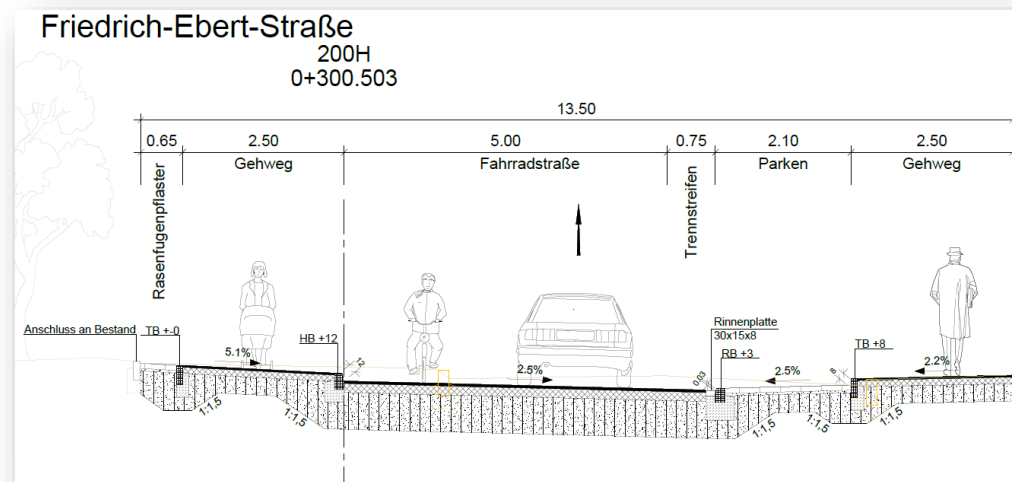 Friedrich-Ebert-Straße
200H
0+300.503
13.50
0.65 2.50 5.00 0.75 2.10 2.50
Gehweg Fahrradstraße Parken Gehweg
Rasenfugenpflaster
Trennstreifen
Anschluss an Bestand TB +-0
HB +12
Rinnenplatte
30x15x8
RB +3
TB +8
5.1%
12
2.5%
0.03
2.5%
8
2.2%
1:1,5
1:1,5
1:1,5
1:1,5
1:1,5